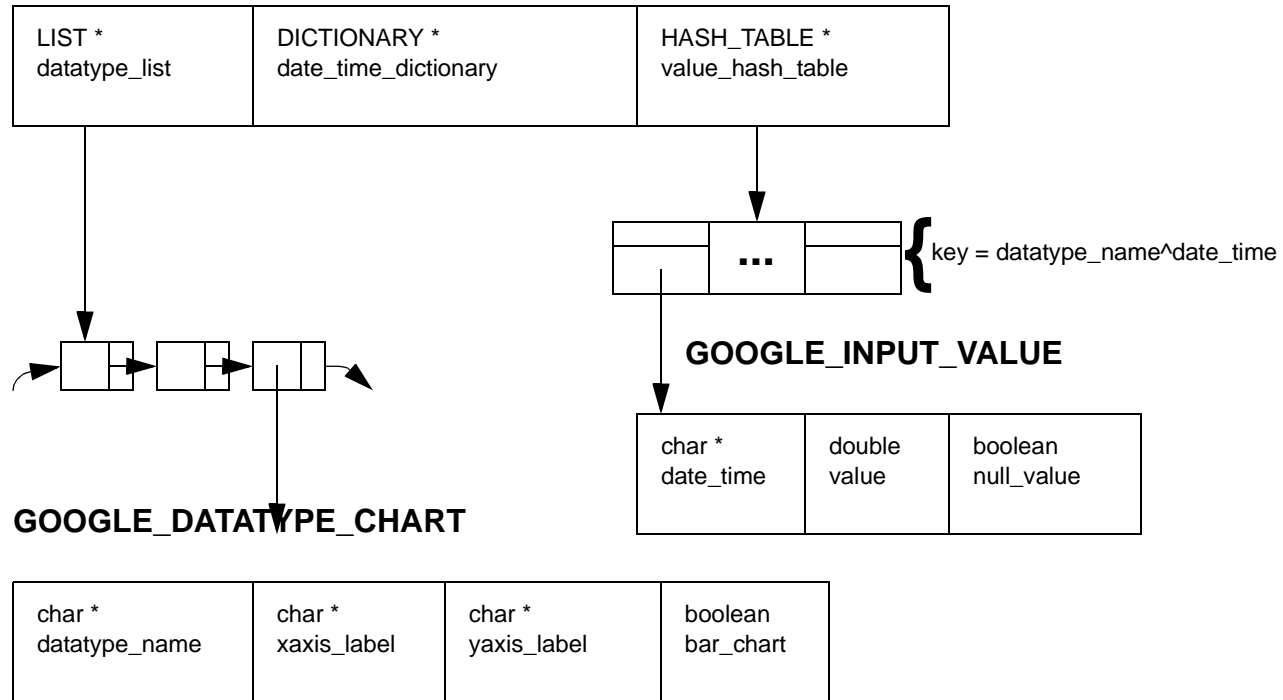 LIST *
datatype_list
DICTIONARY *
date_time_dictionary
HASH_TABLE *
value_hash_table
...
{
key = datatype_name^date_time
GOOGLE_INPUT_VALUE
char *
date_time
double
value
boolean
null_value
GOOGLE_DATATYPE_CHART
char *
datatype_name
char *
xaxis_label
char *
yaxis_label
boolean
bar_chart